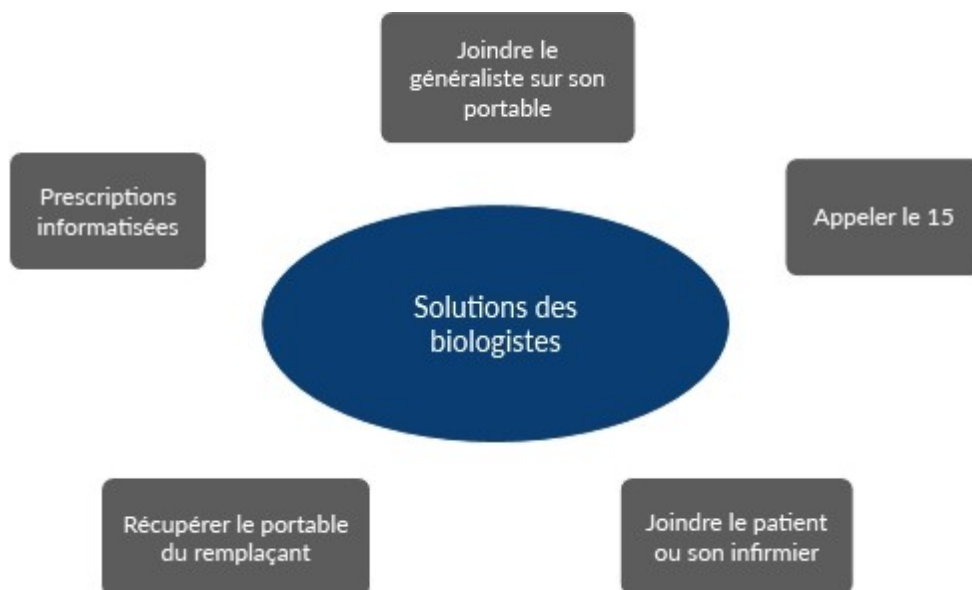 Joindre le
généraliste sur son
portable
Prescriptions
informatisées
Appeler le 15
Solutions des
biologistes
Récupérer le portable
du remplaçant
Joindre le patient
ou son infirmier